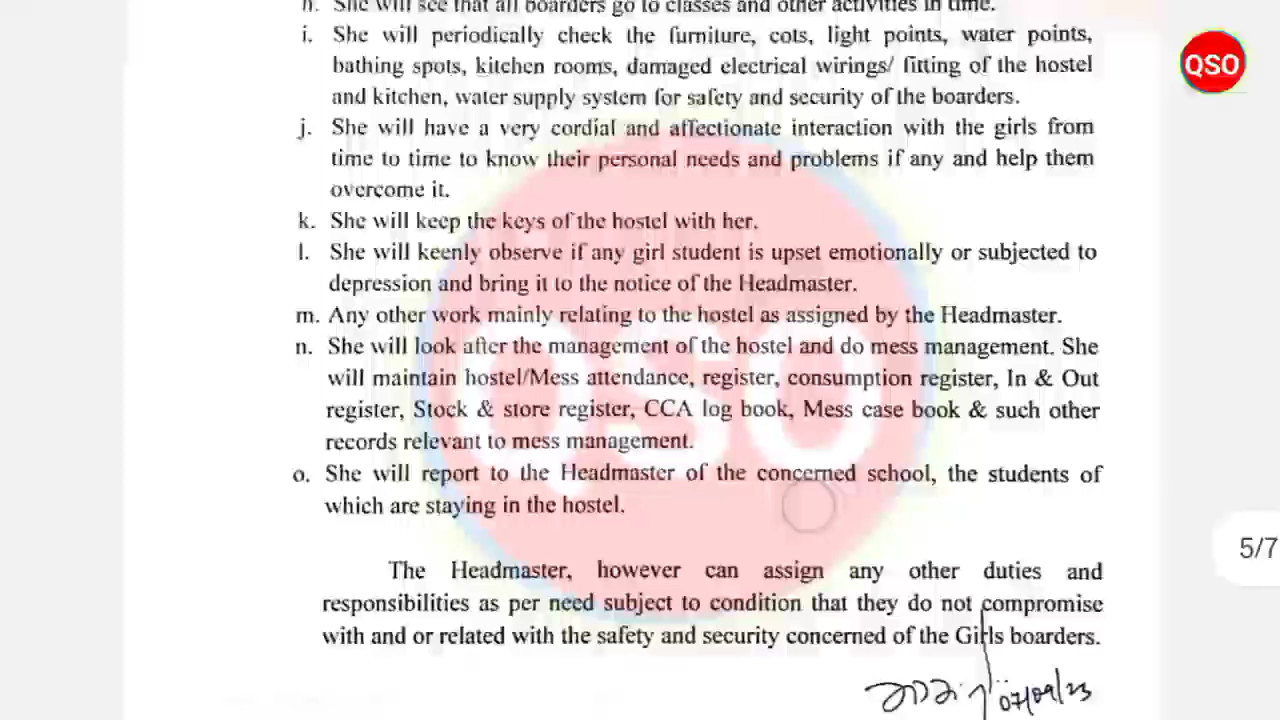 h. She will see that all boarders go to classes and other activities in time.
i. She will periodically check the furniture, cots, light points, water points,
bathing spots, kitchen rooms, damaged electrical wirings/ fitting of the hostel
and kitchen, water supply system for safety and security of the boarders.
j. She will have a very cordial and affectionate interaction with the girls from
time to time to know their personal needs and problems if any and help them
overcome it.
k. She will keep the keys of the hostel with her.
l. She will keenly observe if any girl student is upset emotionally or subjected to
depression and bring it to the notice of the Headmaster.
m. Any other work mainly relating to the hostel as assigned by the Headmaster.
n. She will look after the management of the hostel and do mess management. She
will maintain hostel/Mess attendance, register, consumption register, In & Out
register, Stock & store register, CCA log book, Mess case book & such other
records relevant to mess management.
o. She will report to the Headmaster of the concerned school, the students of
which are staying in the hostel.
The Headmaster, however can assign any other duties and
responsibilities as per need subject to condition that they do not compromise
with and or related with the safety and security concerned of the Girls boarders.
07/09/23
QSO
QSO
5/7